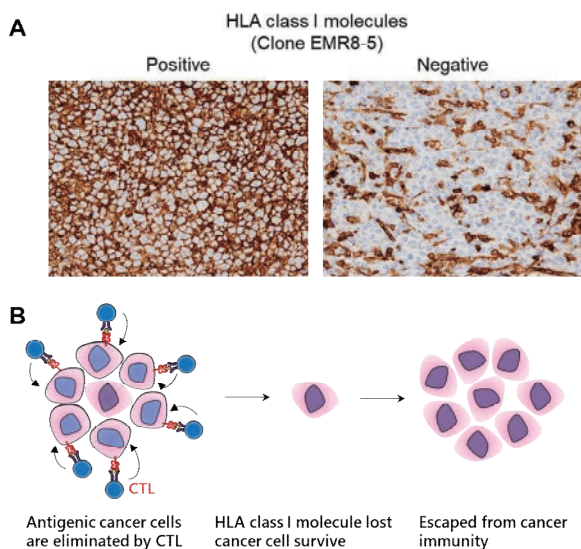 A
HLA class I molecules
(Clone EMR8-5)
Positive
Negative
B
CTL
Antigenic cancer cells
are eliminated by CTL
HLA class I molecule lost
cancer cell survive
Escaped from cancer
immunity